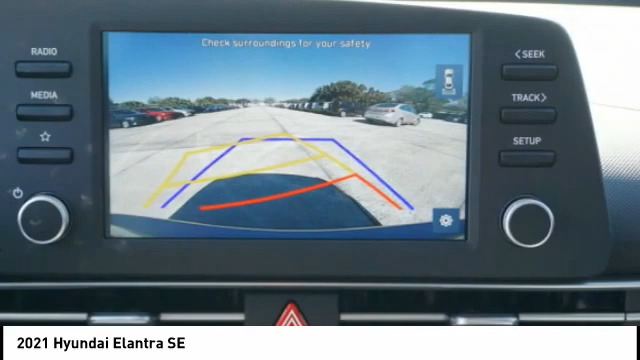 Check surroundings for your safety
RADIO
MEDIA
☆
<SEEK
TRACK>
SETUP
2021 Hyundai Elantra SE